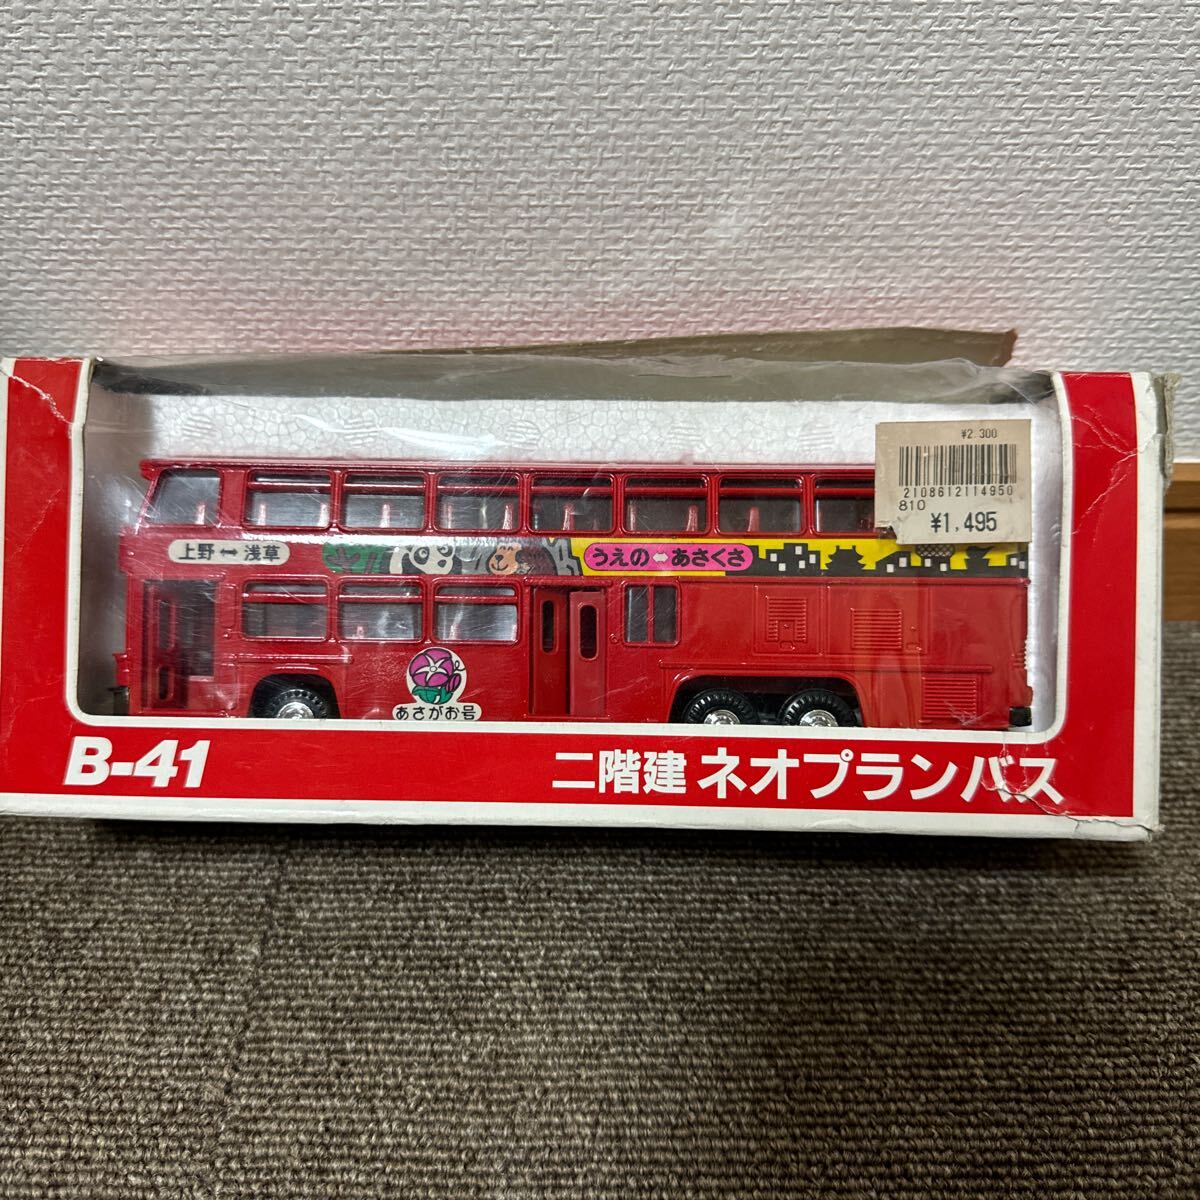 ¥2,300
2108612114950
810
¥1,495
上野↔浅草
うえの↔あさくさ
あさがお号
B-41
二階建 ネオプランバス